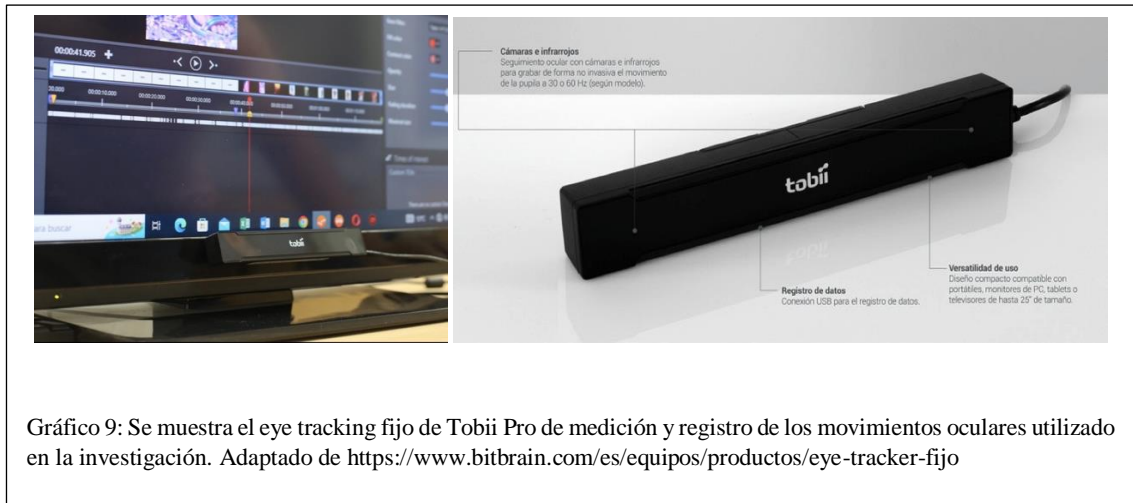 00:00:41.905
tobii
Cámaras e infrarrojos
Seguimiento ocular con cámaras e infrarrojos
para grabar de forma no invasiva el movimiento
de la pupila a 30 o 60 Hz (según modelo).
tobii
Registro de datos
Conexión USB para el registro de datos.
Versatilidad de uso
Diseño compacto compatible con
portátiles, monitores de PC, tablets o
televisores de hasta 25" de tamaño.
Gráfico 9: Se muestra el eye tracking fijo de Tobii Pro de medición y registro de los movimientos oculares utilizado
en la investigación. Adaptado de https://www.bitbrain.com/es/equipos/productos/eye-tracker-fijo